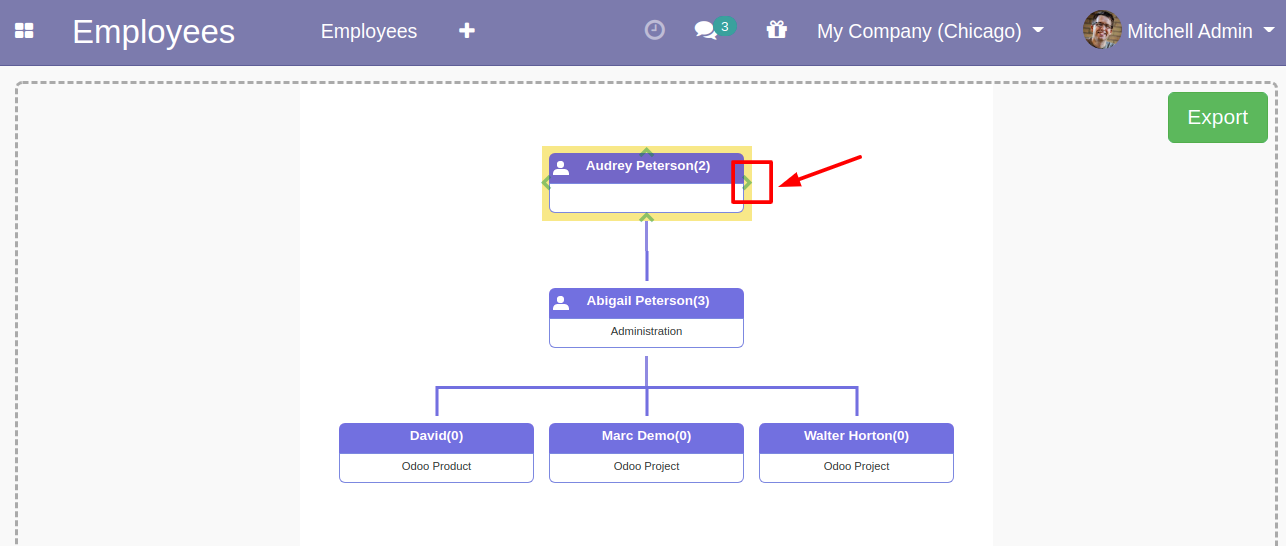 Employees
Employees
3
My Company (Chicago)
Mitchell Admin
Export
Audrey Peterson(2)
Abigail Peterson(3)
Administration
David(0)
Marc Demo(0)
Walter Horton(0)
Odoo Product
Odoo Project
Odoo Project